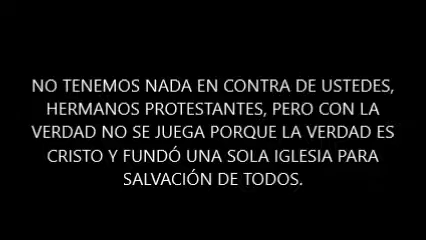 NO TENEMOS NADA EN CONTRA DE USTEDES,
HERMANOS PROTESTANTES, PERO CON LA
VERDAD NO SE JUEGA PORQUE LA VERDAD ES
CRISTO Y FUNDÓ UNA SOLA IGLESIA PARA
SALVACIÓN DE TODOS.